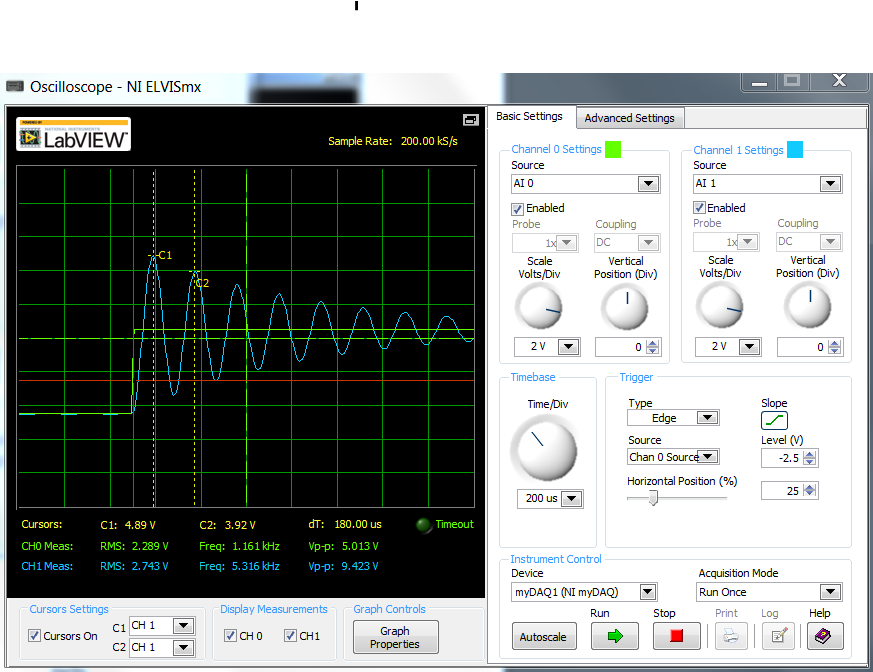 Oscilloscope - NI ELVISmx
POWERED BY
NATIONAL INSTRUMENTS
LabVIEW™
Sample Rate: 200.00 kS/s
C1
C2
Cursors: C1: 4.89 V C2: 3.92 V dT: 180.00 us Timeout
CH0 Meas: RMS: 2.289 V Freq: 1.161 kHz Vp-p: 5.013 V
CH1 Meas: RMS: 2.743 V Freq: 5.316 kHz Vp-p: 9.423 V
Cursors Settings
Cursors On
C1 CH 1
C2 CH 1
Display Measurements
CH 0 CH1
Graph Controls
Graph
Properties
Basic Settings Advanced Settings
Channel 0 Settings
Source
AI 0
Enabled
Probe Coupling
1x DC
Scale Vertical
Volts/Div Position (Div)
2 V 0
Channel 1 Settings
Source
AI 1
Enabled
Probe Coupling
1x DC
Scale Vertical
Volts/Div Position (Div)
2 V 0
Timebase
Time/Div
200 us
Trigger
Type Slope
Edge
Source Level (V)
Chan 0 Source -2.5
Horizontal Position (%)
25
Instrument Control
Device Acquisition Mode
myDAQ1 (NI myDAQ) Run Once
Run Stop Print Log Help
Autoscale